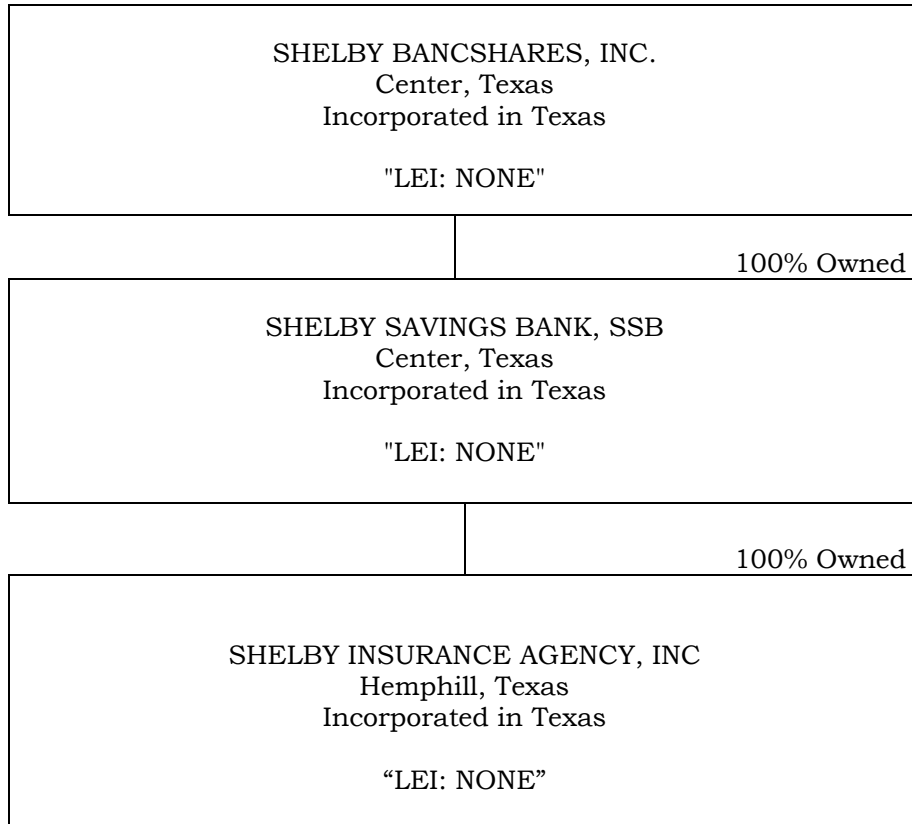 SHELBY BANCSHARES, INC.
Center, Texas
Incorporated in Texas
"LEI: NONE"
100% Owned
SHELBY SAVINGS BANK, SSB
Center, Texas
Incorporated in Texas
"LEI: NONE"
100% Owned
SHELBY INSURANCE AGENCY, INC
Hemphill, Texas
Incorporated in Texas
“LEI: NONE”